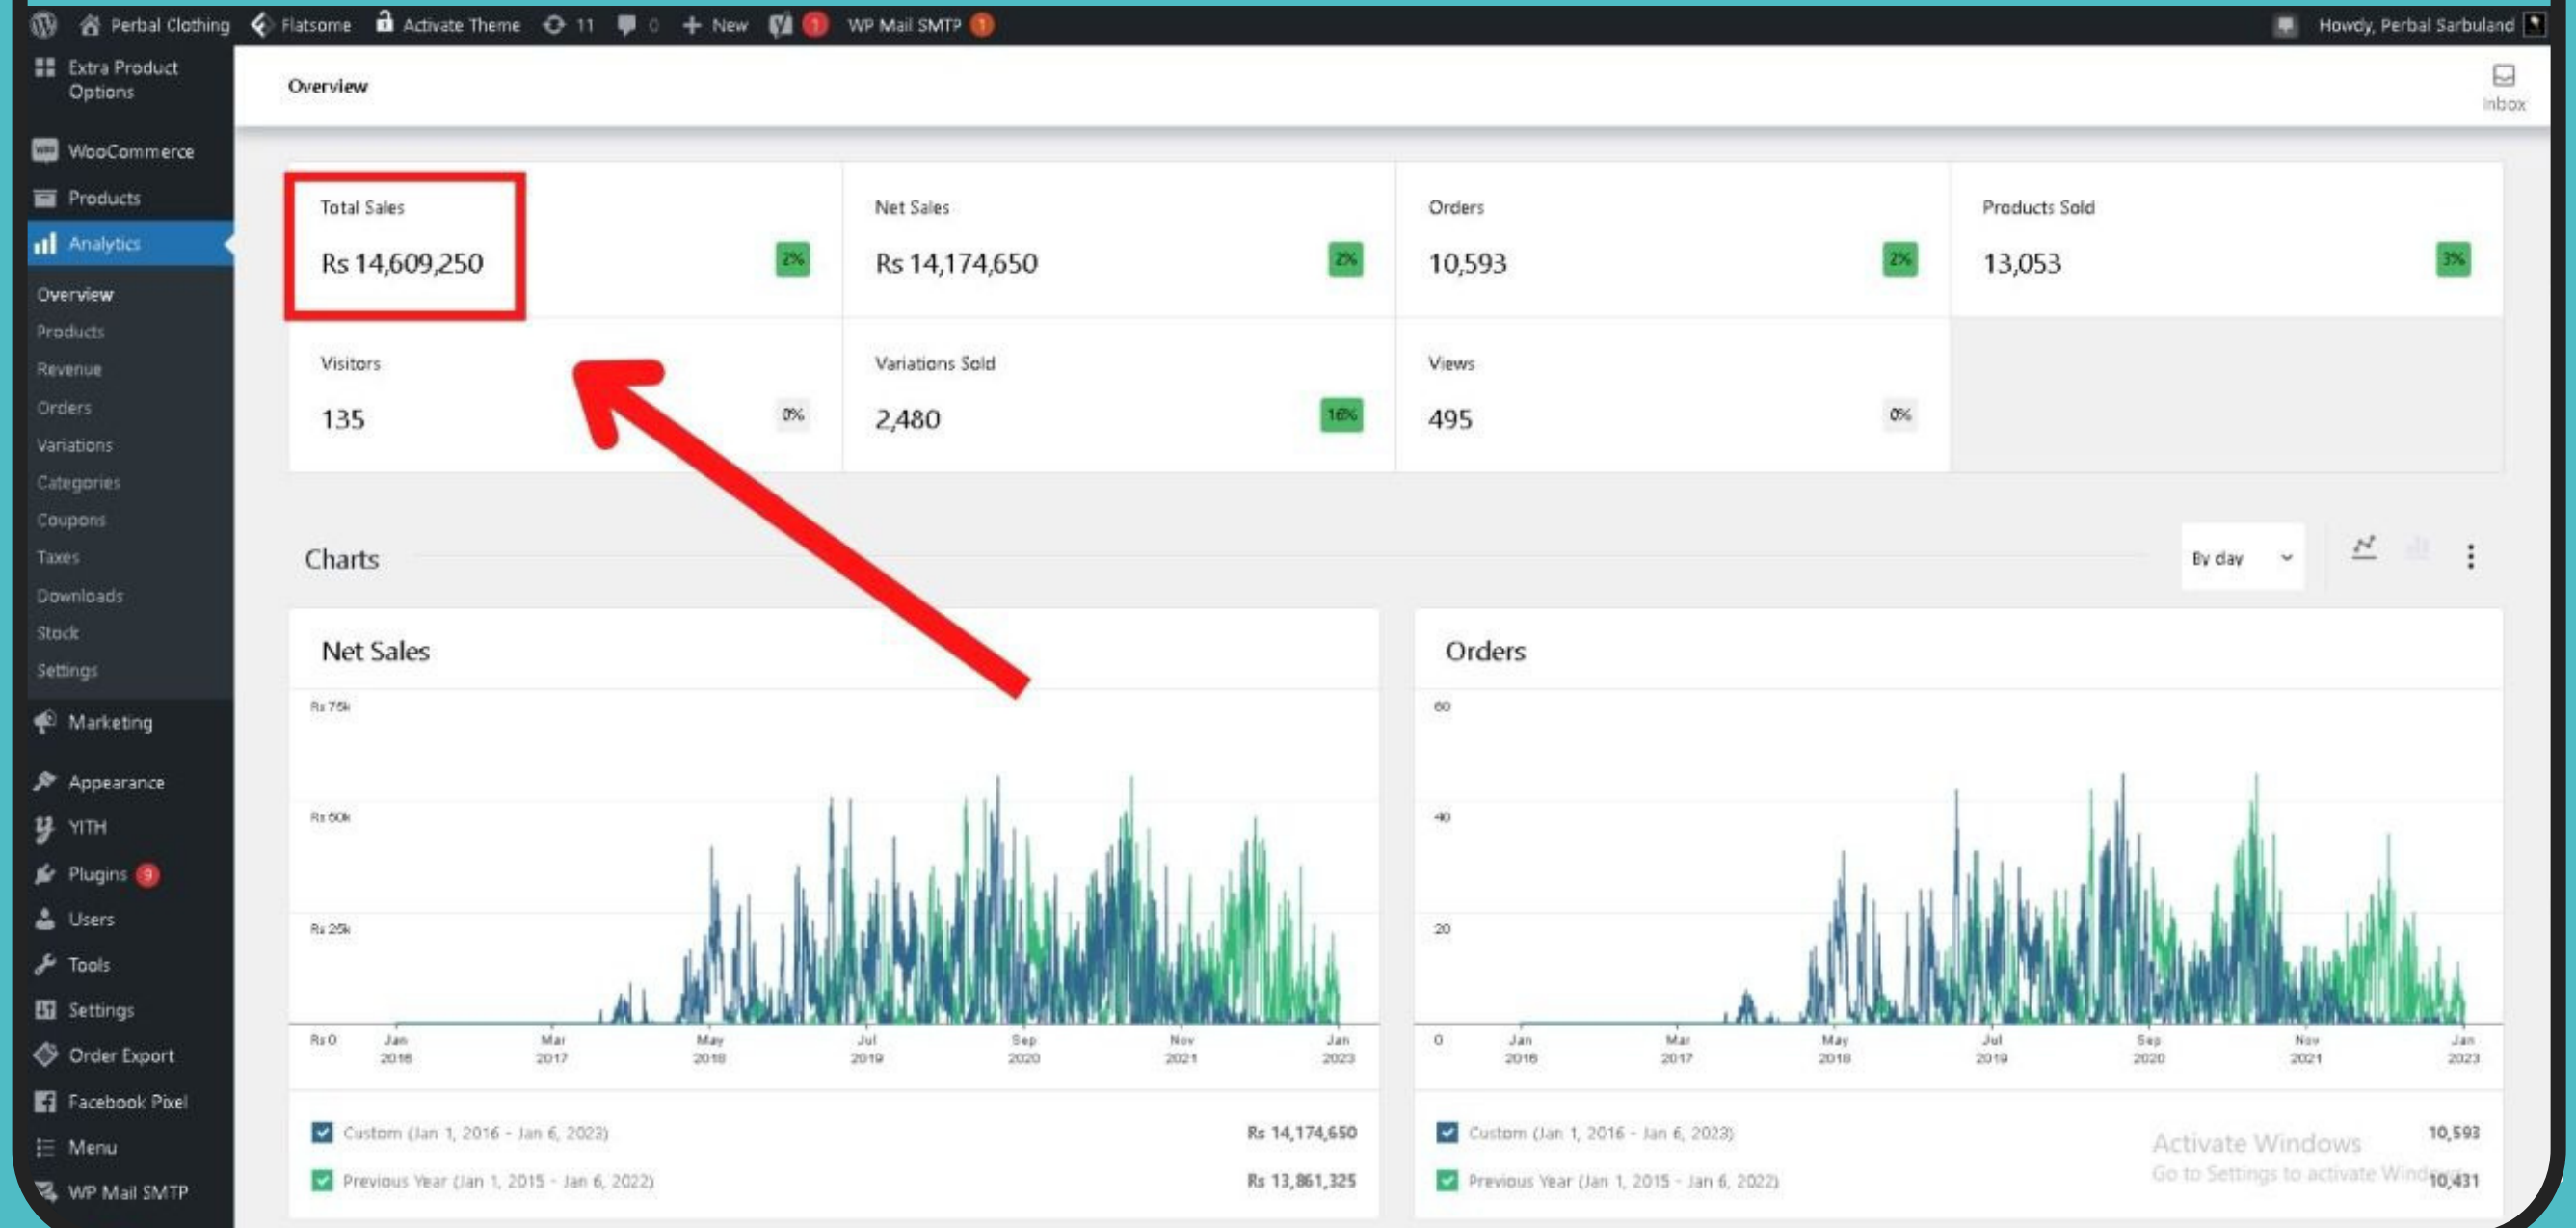 Perbal Clothing Flatsome Activate Theme 11 0 + New 1 WP Mail SMTP 1 Howdy, Perbal Sarbuland
Extra Product
Options
WooCommerce
Products
Analytics
Overview
Products
Revenue
Orders
Variations
Categories
Coupons
Taxes
Downloads
Stock
Settings
Marketing
Appearance
YITH
Plugins 9
Users
Tools
Settings
Order Export
Facebook Pixel
Menu
WP Mail SMTP
Overview
Inbox
Total Sales
Rs 14,609,250 2%
Net Sales
Rs 14,174,650 2%
Orders
10,593 2%
Products Sold
13,053 3%
Visitors
135 0%
Variations Sold
2,480 16%
Views
495 0%
Charts By day
Net Sales
Rs 75k
Rs 50k
Rs 25k
Rs 0
Jan Mar May Jul Sep Nov Jan
2016 2017 2018 2019 2020 2021 2023
Custom (Jan 1, 2016 - Jan 6, 2023) Rs 14,174,650
Previous Year (Jan 1, 2015 - Jan 6, 2022) Rs 13,861,325
Orders
60
40
20
0
Jan Mar May Jul Sep Nov Jan
2016 2017 2018 2019 2020 2021 2023
Custom (Jan 1, 2016 - Jan 6, 2023) 10,593
Previous Year (Jan 1, 2015 - Jan 6, 2022) 10,431
Activate Windows
Go to Settings to activate